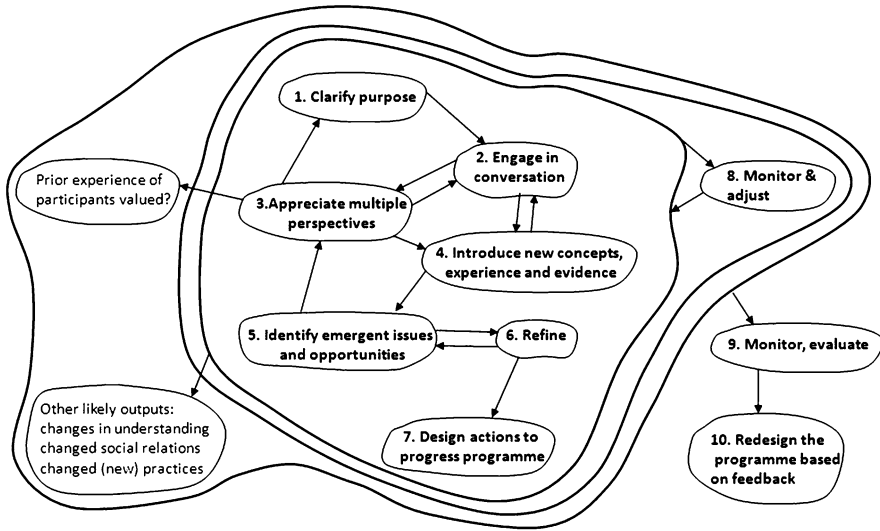 1. Clarify purpose
2. Engage in
conversation
Prior experience of
participants valued?
3.Appreciate multiple
perspectives
8. Monitor &
adjust
4. Introduce new concepts,
experience and evidence
5. Identify emergent issues
and opportunities
6. Refine
9. Monitor, evaluate
Other likely outputs:
changes in understanding
changed social relations
changed (new) practices
7. Design actions to
progress programme
10. Redesign the
programme based
on feedback